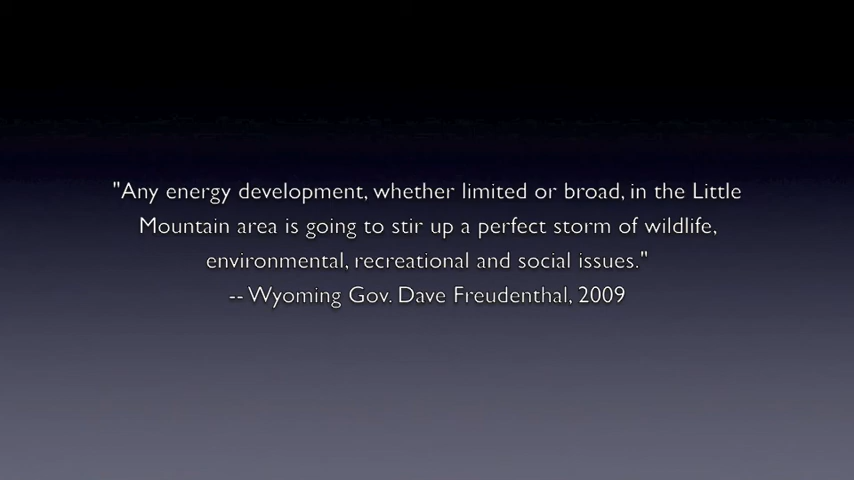 "Any energy development, whether limited or broad, in the Little
Mountain area is going to stir up a perfect storm of wildlife,
environmental, recreational and social issues."
-- Wyoming Gov. Dave Freudenthal, 2009